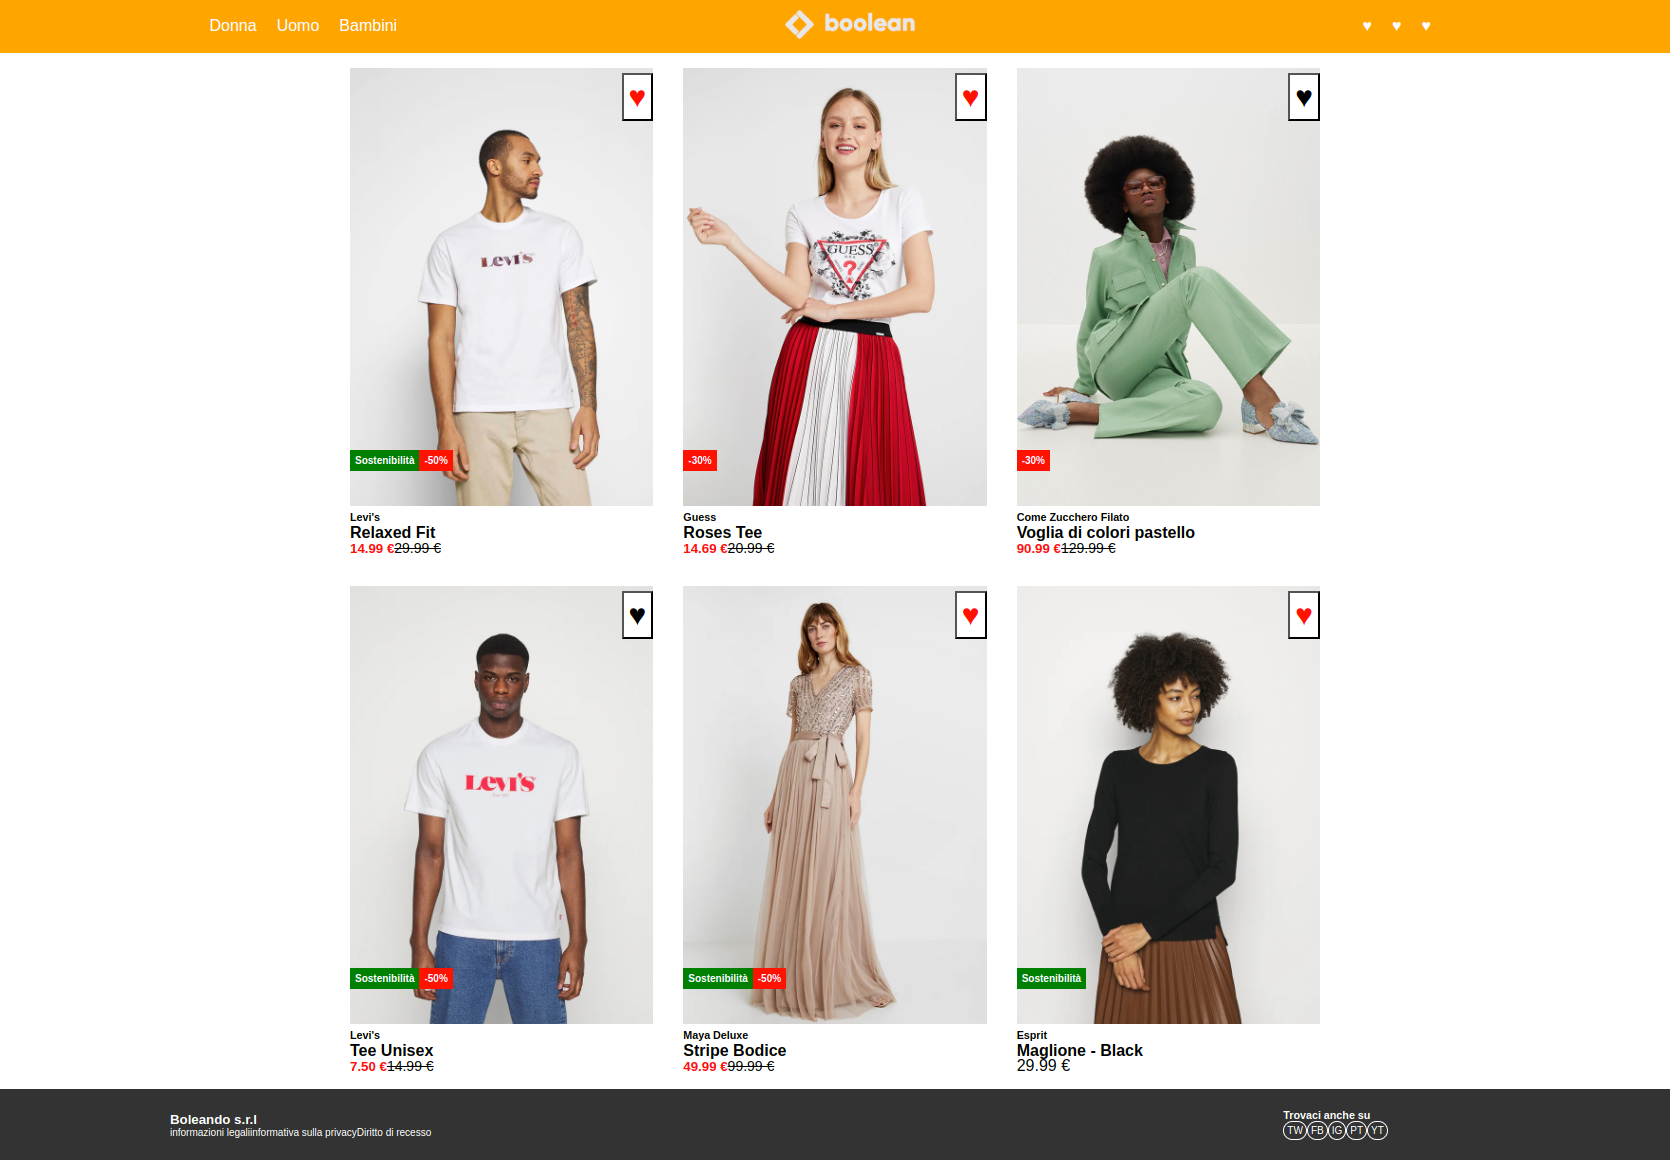 Donna Uomo Bambini boolean ♥ ♥ ♥
♥ ♥ ♥
Levi's
GUESS
?
Sostenibilità -50% -30% -30%
Levi's Guess Come Zucchero Filato
Relaxed Fit Roses Tee Voglia di colori pastello
14.99 €29.99 € 14.69 €20.99 € 90.99 €129.99 €
♥ ♥ ♥
Levi's
Sostenibilità -50% Sostenibilità -50% Sostenibilità
Levi's Maya Deluxe Esprit
Tee Unisex Stripe Bodice Maglione - Black
7.50 €14.99 € 49.99 €99.99 € 29.99 €
Boleando s.r.l Trovaci anche su
informazioni legaliinformativa sulla privacyDiritto di recesso TW FB IG PT YT